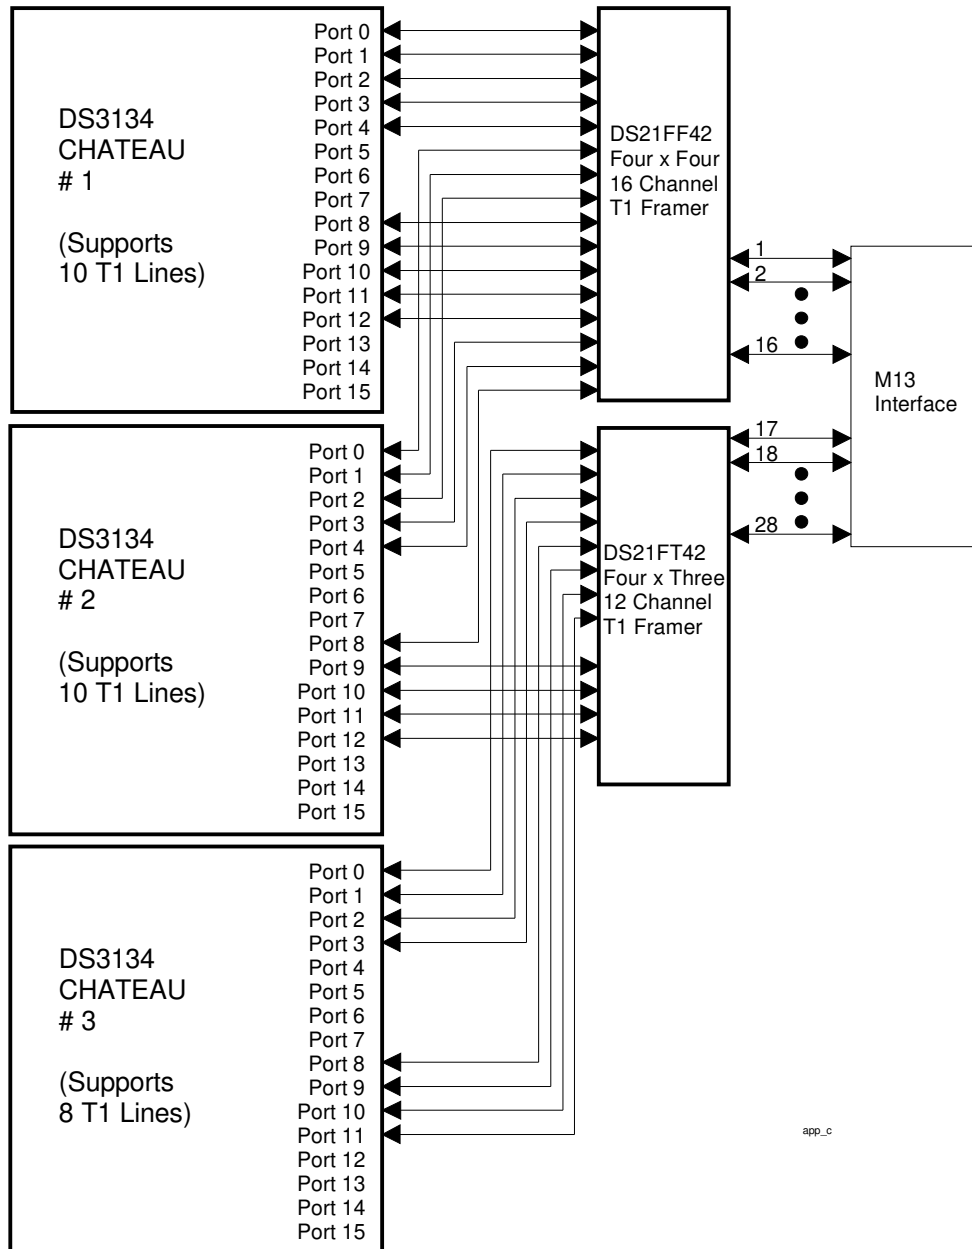 Port 0
Port 1
Port 2
Port 3
Port 4
Port 5
Port 6
Port 7
Port 8
Port 9
Port 10
Port 11
Port 12
Port 13
Port 14
Port 15
DS3134
CHATEAU
# 1
(Supports
10 T1 Lines)
DS21FF42
Four x Four
16 Channel
T1 Framer
1
2
16
M13
Interface
17
18
28
Port 0
Port 1
Port 2
Port 3
Port 4
Port 5
Port 6
Port 7
Port 8
Port 9
Port 10
Port 11
Port 12
Port 13
Port 14
Port 15
DS3134
CHATEAU
# 2
(Supports
10 T1 Lines)
DS21FT42
Four x Three
12 Channel
T1 Framer
Port 0
Port 1
Port 2
Port 3
Port 4
Port 5
Port 6
Port 7
Port 8
Port 9
Port 10
Port 11
Port 12
Port 13
Port 14
Port 15
DS3134
CHATEAU
# 3
(Supports
8 T1 Lines)
app_c